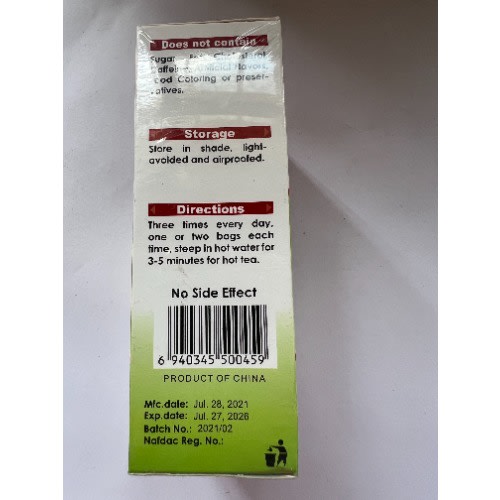 Does not contain
Sugar,
Caffeine, Artificial Flavors,
Food Coloring or preser-
vatives.
Storage
Store in shade, light-
avoided and airproofed.
Directions
Three times every day,
one or two bags each
time, steep in hot water for
3-5 minutes for hot tea.
No Side Effect
6 940345 500459
PRODUCT OF CHINA
Mfc.date: Jul. 28, 2021
Exp.date: Jul. 27, 2026
Batch No.: 2021/02
Nafdac Reg. No.: